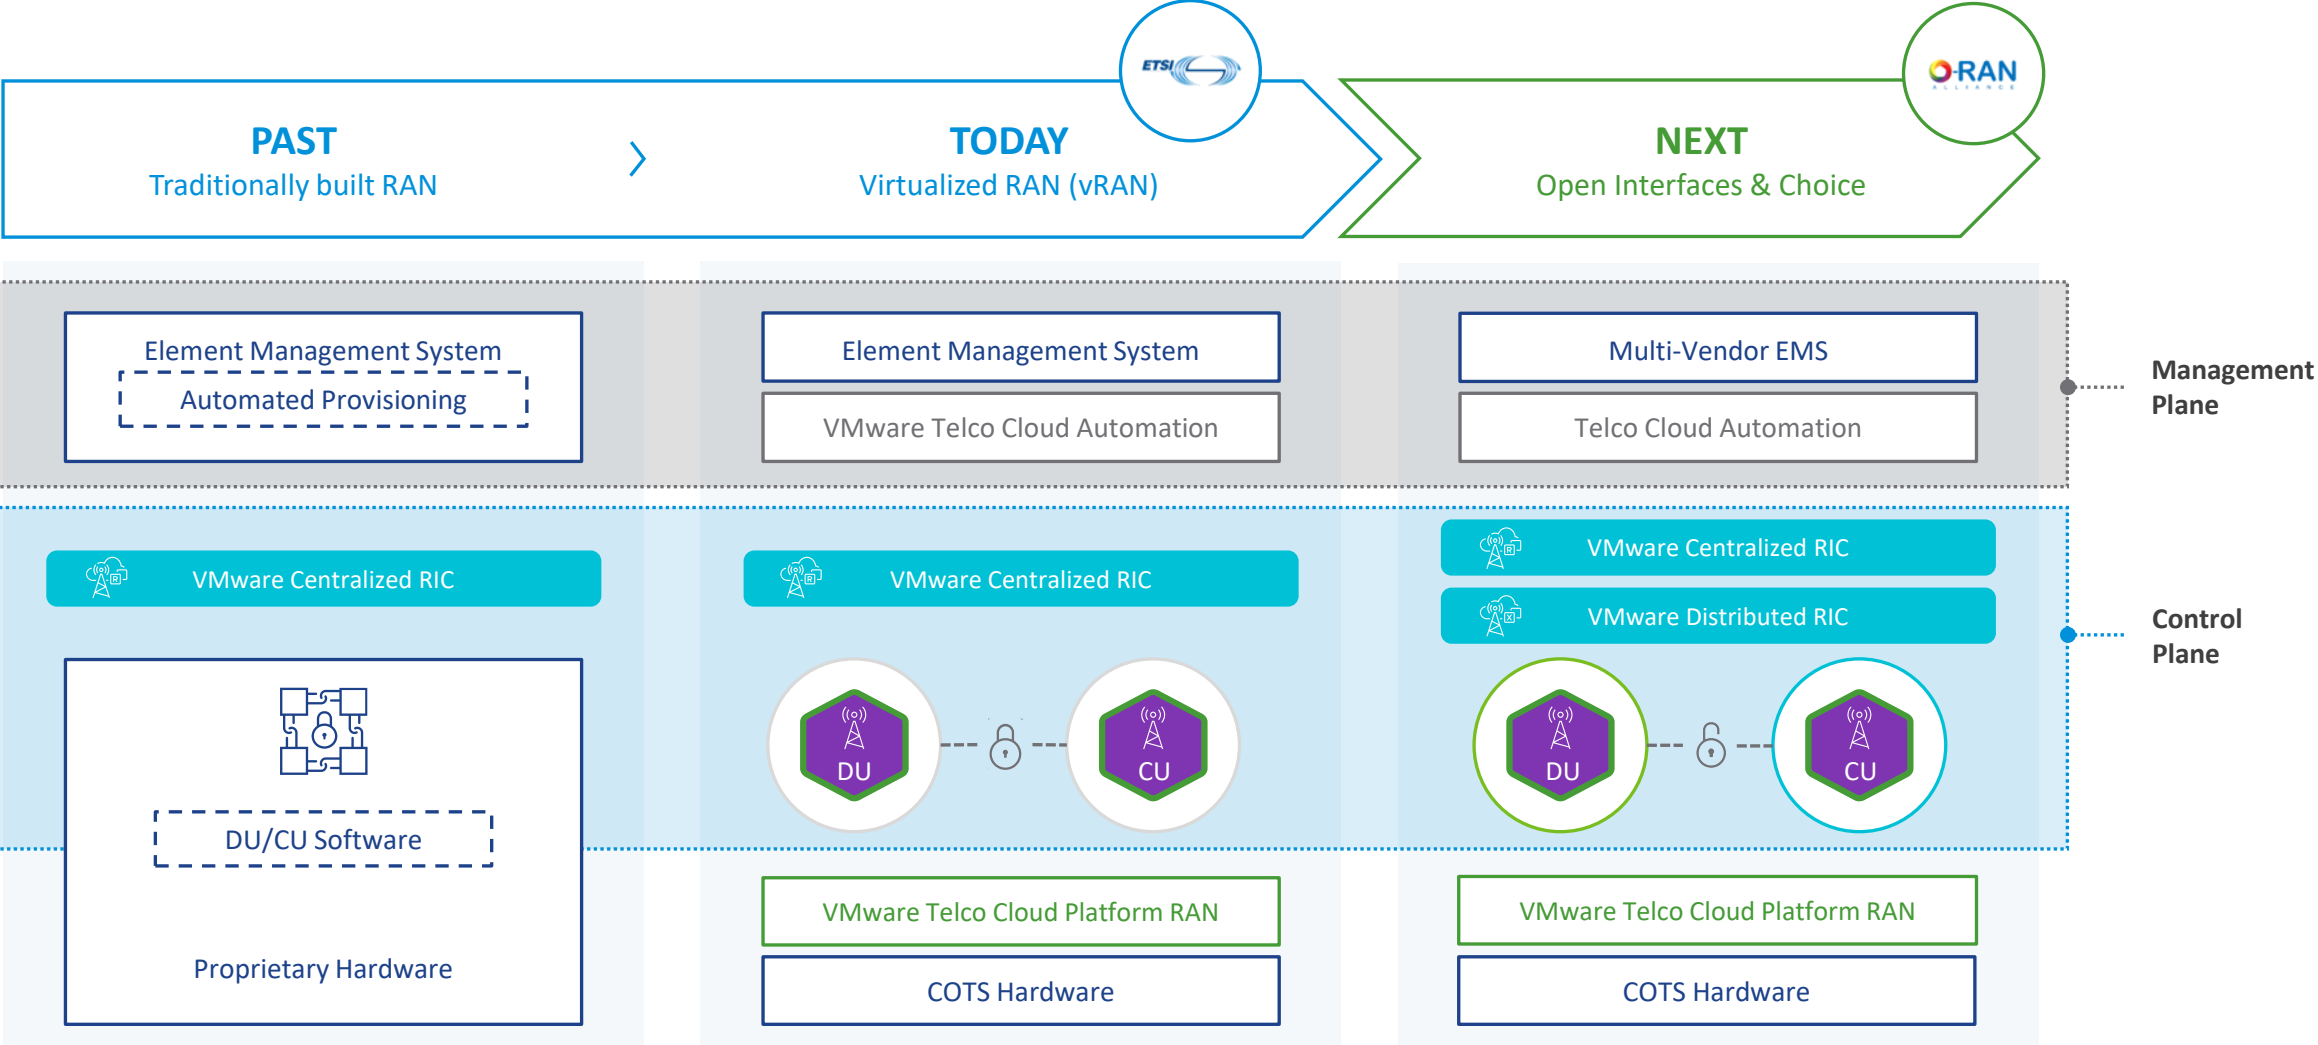 ETSI
O-RAN
ALLIANCE
PAST
Traditionally built RAN
TODAY
Virtualized RAN (vRAN)
NEXT
Open Interfaces & Choice
Element Management System
Automated Provisioning
Element Management System
VMware Telco Cloud Automation
Multi-Vendor EMS
Telco Cloud Automation
Management
Plane
R
VMware Centralized RIC
R
VMware Centralized RIC
R
VMware Centralized RIC
X
VMware Distributed RIC
Control
Plane
DU/CU Software
Proprietary Hardware
DU
CU
DU
CU
VMware Telco Cloud Platform RAN
COTS Hardware
VMware Telco Cloud Platform RAN
COTS Hardware